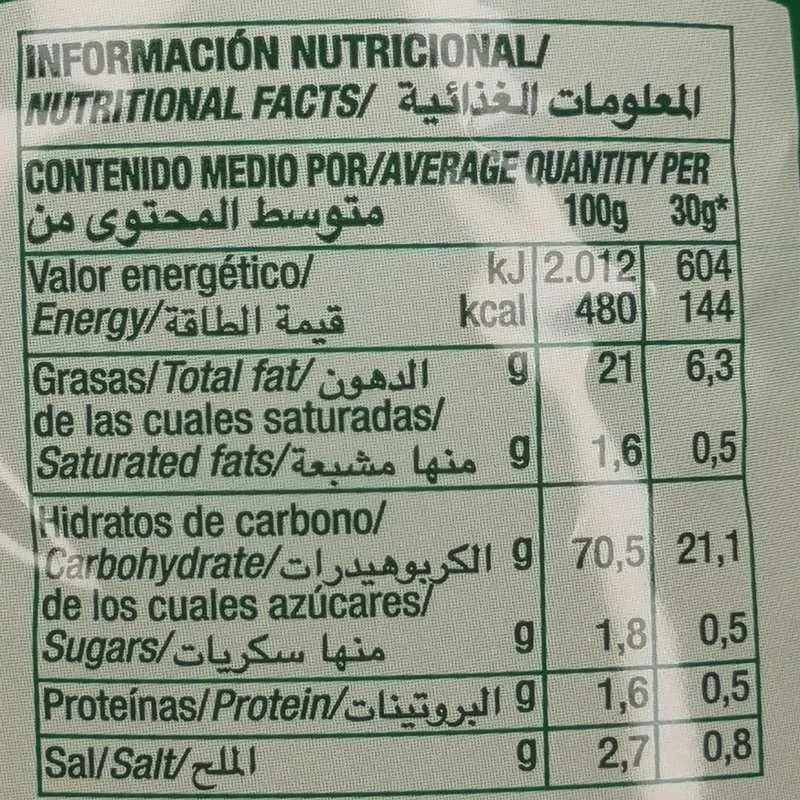 INFORMACIÓN NUTRICIONAL/
NUTRITIONAL FACTS/ المعلومات الغذائية
CONTENIDO MEDIO POR/AVERAGE QUANTITY PER
متوسط المحتوى من 100g 30g*
Valor energético/ kJ 2.012 604
Energy/قيمة الطاقة kcal 480 144
Grasas/Total fat/الدهون g 21 6,3
de las cuales saturadas/
Saturated fats/منها مشبعة g 1,6 0,5
Hidratos de carbono/
Carbohydrate/الكربوهيدرات g 70,5 21,1
de los cuales azúcares/
Sugars/منها سكريات g 1,8 0,5
Proteínas/Protein/البروتينات g 1,6 0,5
Sal/Salt/الملح g 2,7 0,8